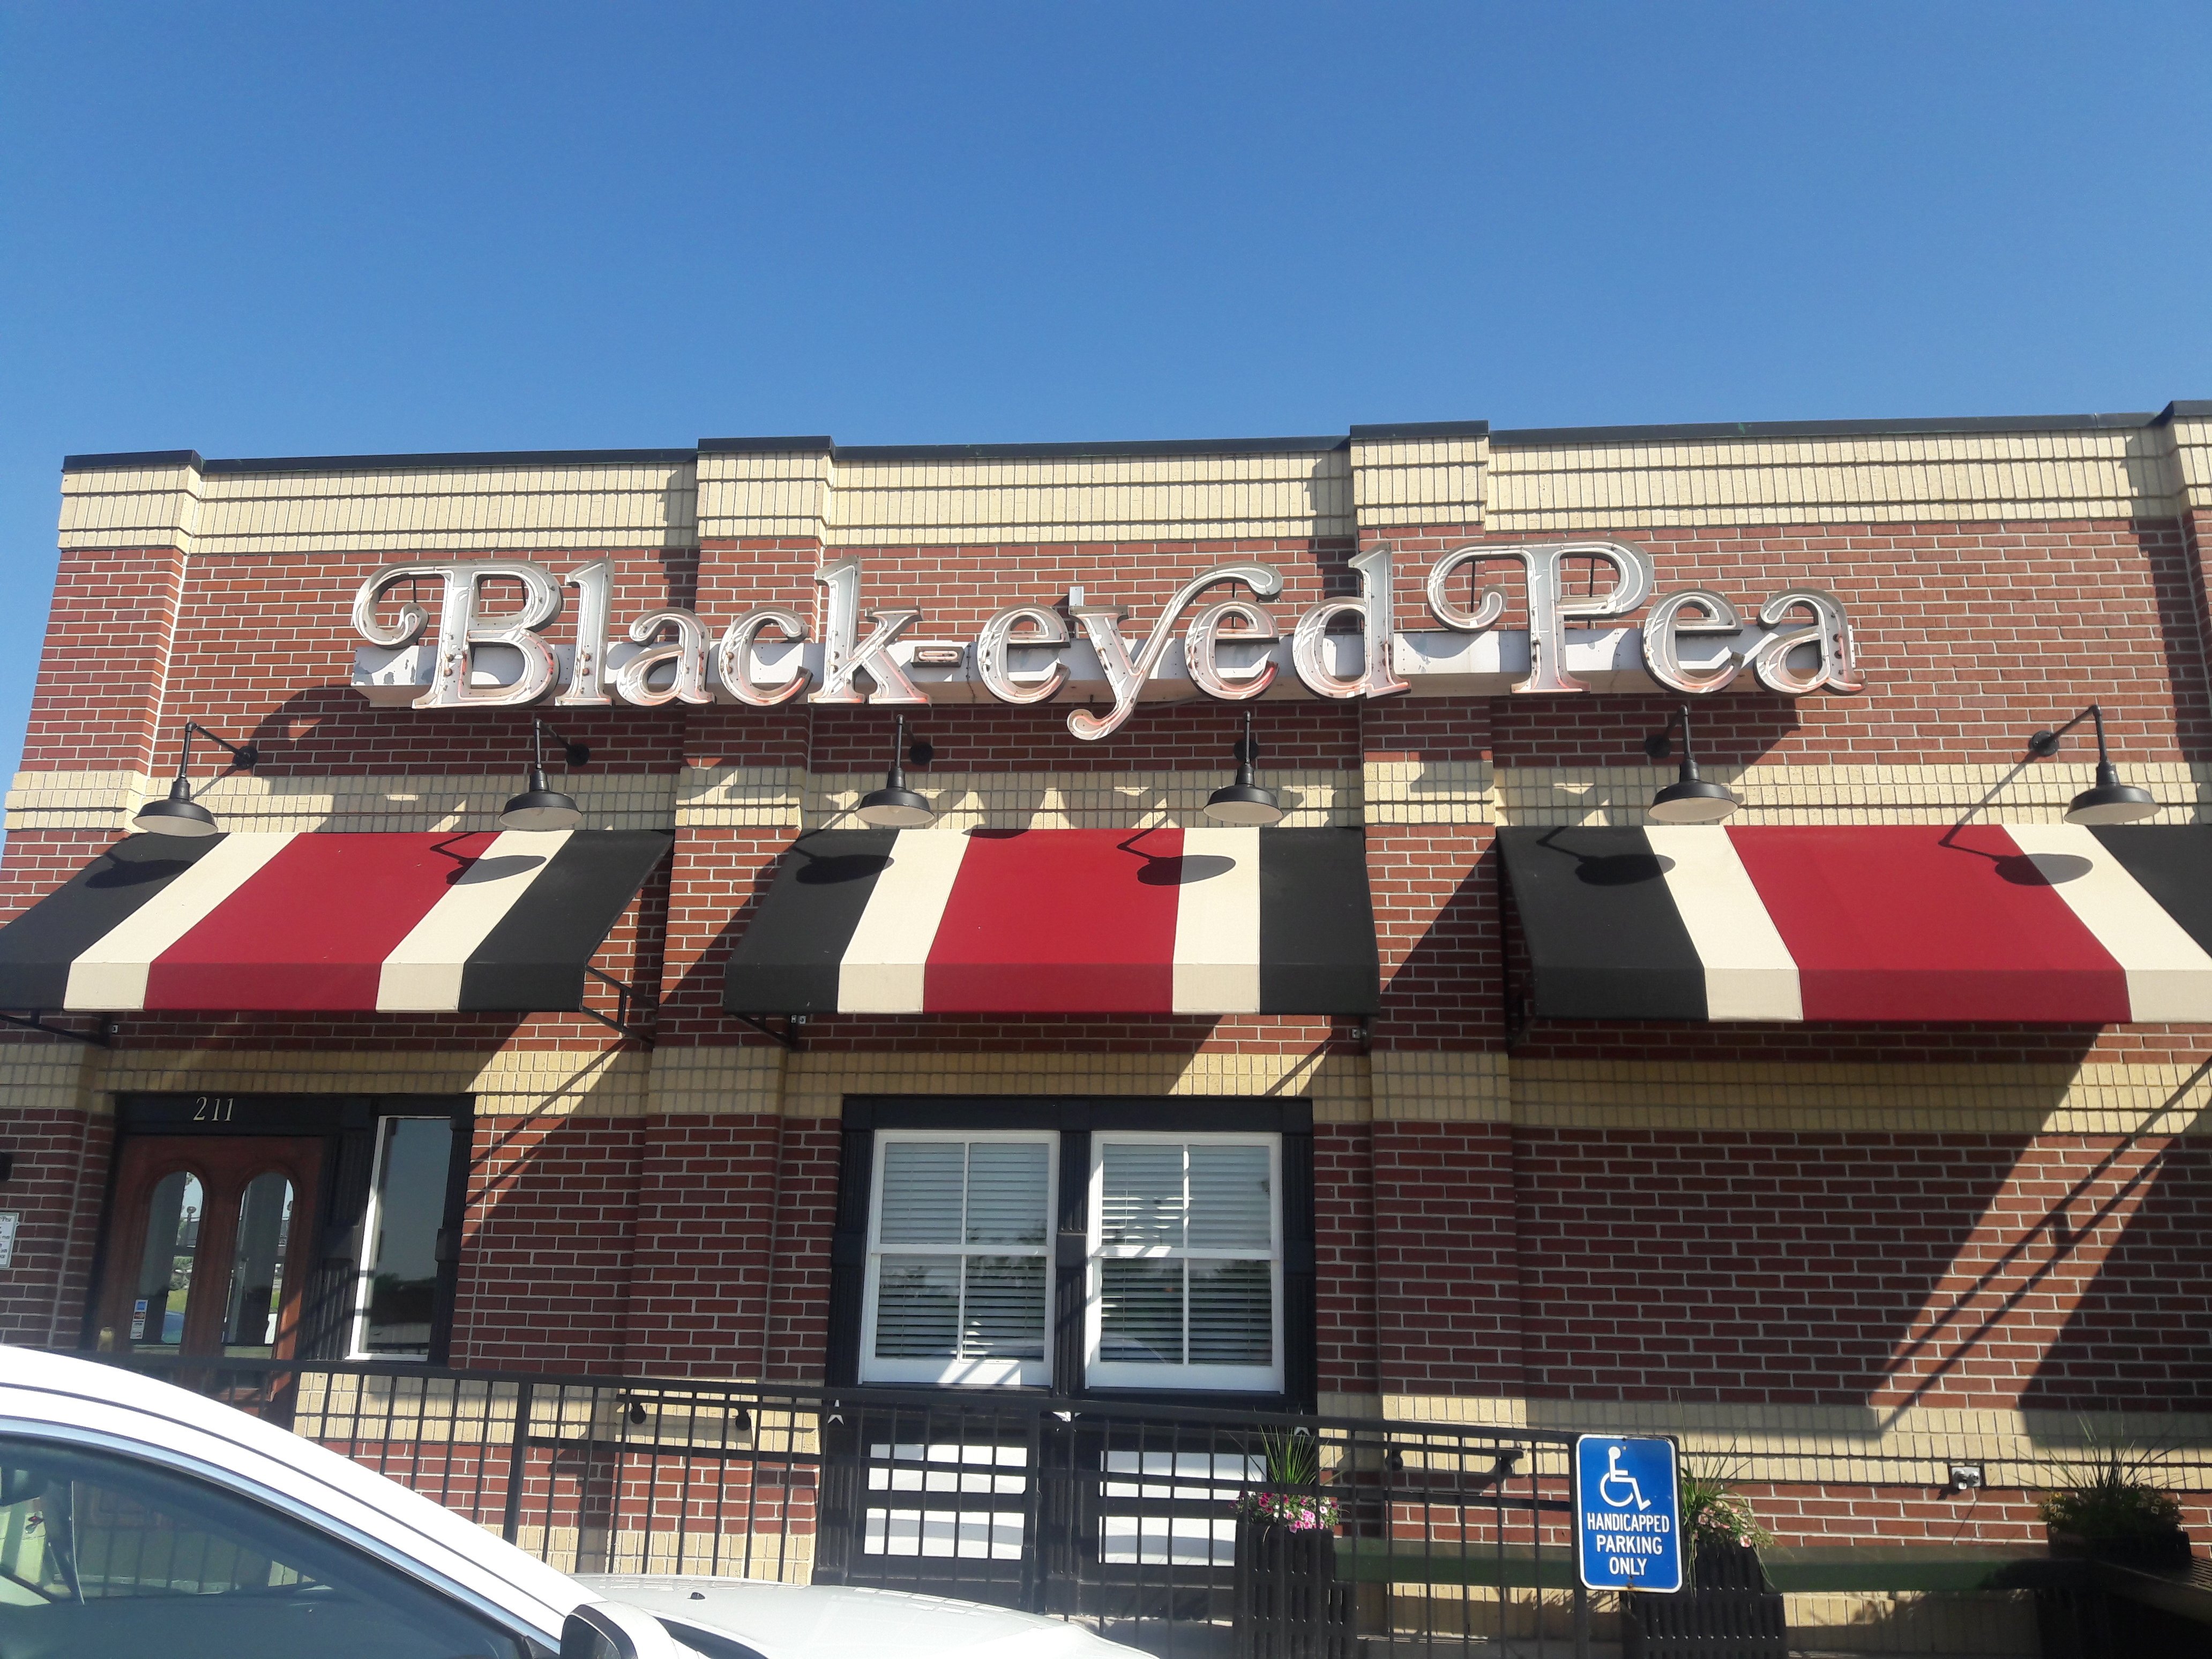 Black-eyed Pea
211
HANDICAPPED
PARKING
ONLY